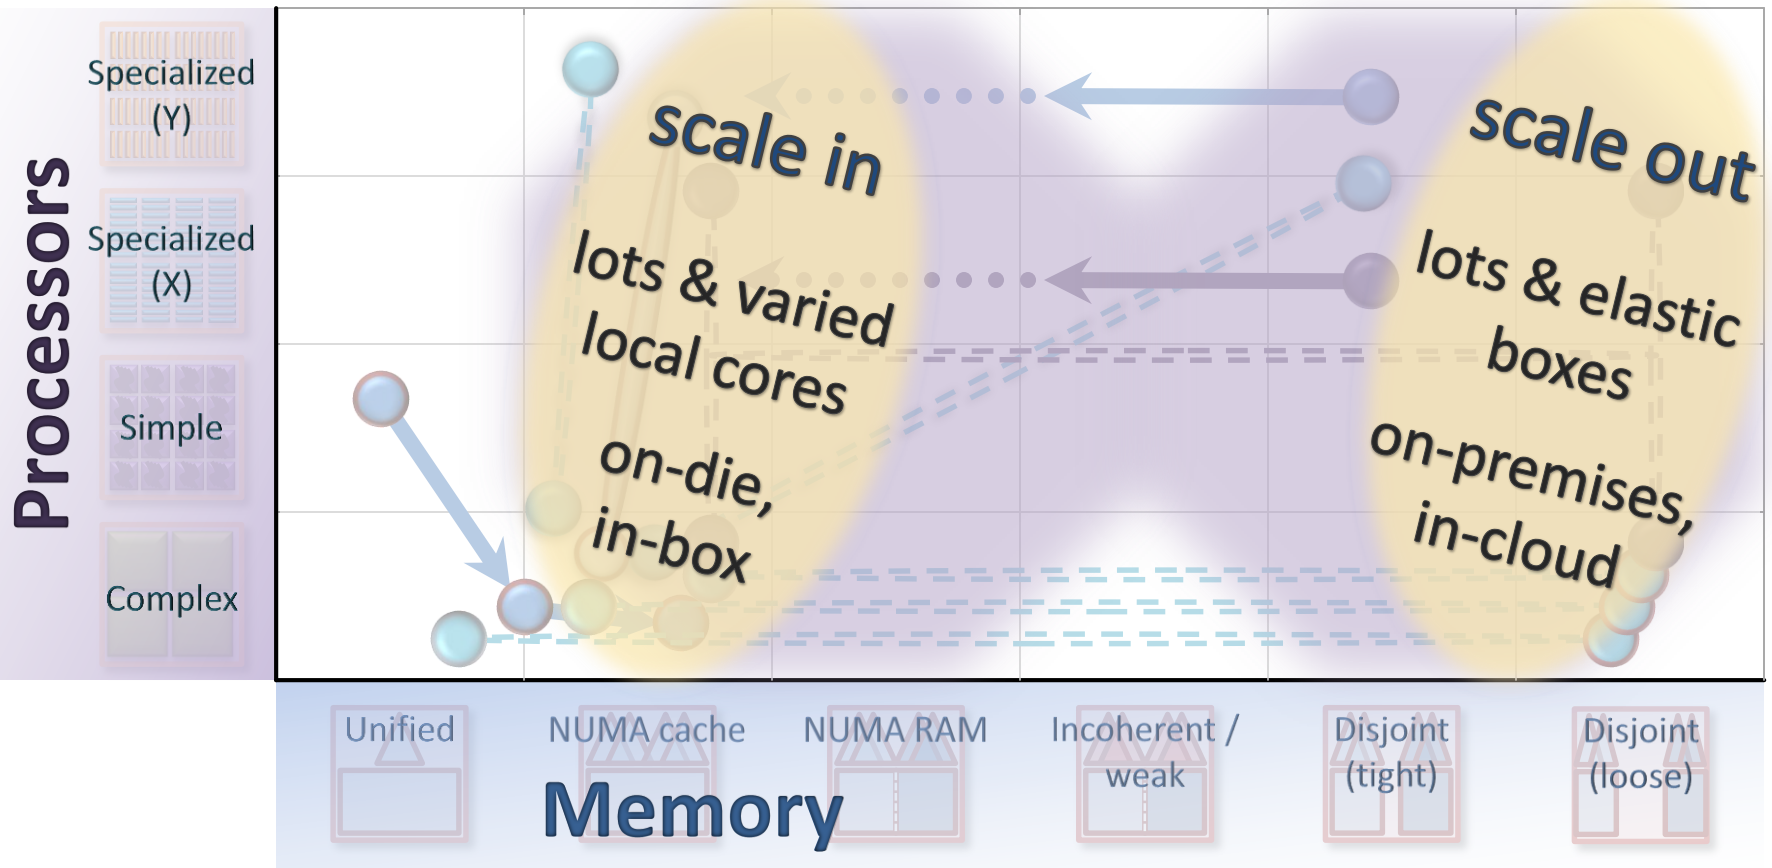 Processors
Specialized
(Y)
Specialized
(X)
Simple
Complex
scale in
lots & varied
local cores
on-die,
in-box
scale out
lots & elastic
boxes
on-premises,
in-cloud
Unified
NUMA cache
NUMA RAM
Incoherent /
weak
Disjoint
(tight)
Disjoint
(loose)
Memory